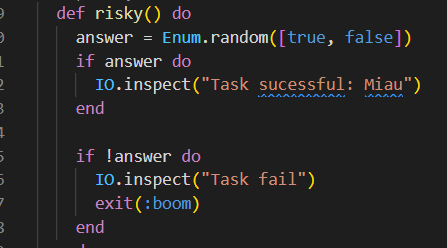 def risky() do
answer = Enum.random([true, false])
if answer do
IO.inspect("Task sucessful: Miau")
end
if !answer do
IO.inspect("Task fail")
exit(:boom)
end